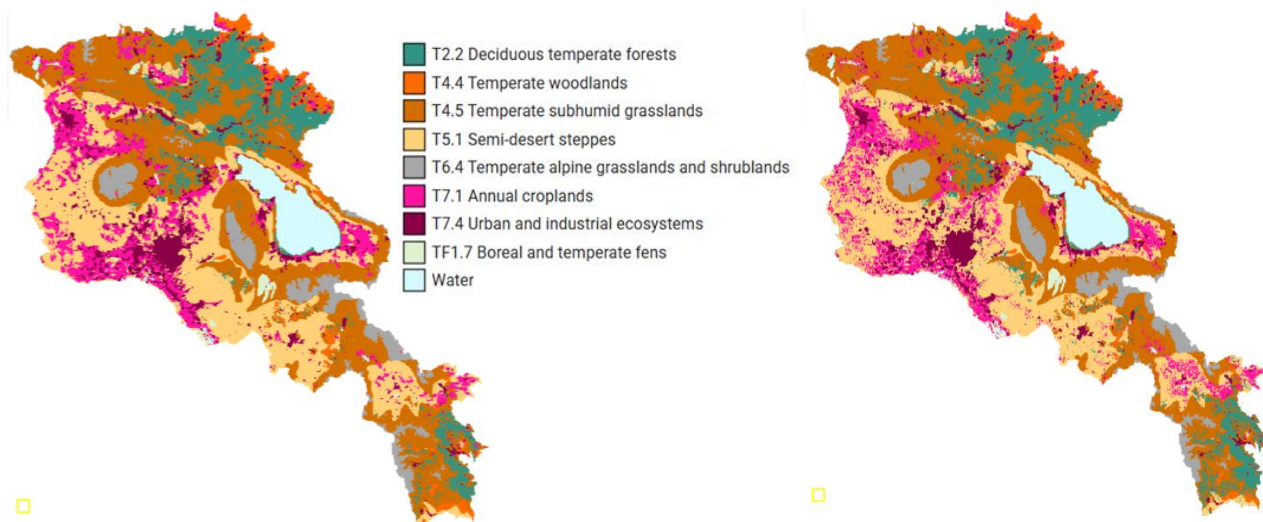 T2.2 Deciduous temperate forests
T4.4 Temperate woodlands
T4.5 Temperate subhumid grasslands
T5.1 Semi-desert steppes
T6.4 Temperate alpine grasslands and shrublands
T7.1 Annual croplands
T7.4 Urban and industrial ecosystems
TF1.7 Boreal and temperate fens
Water